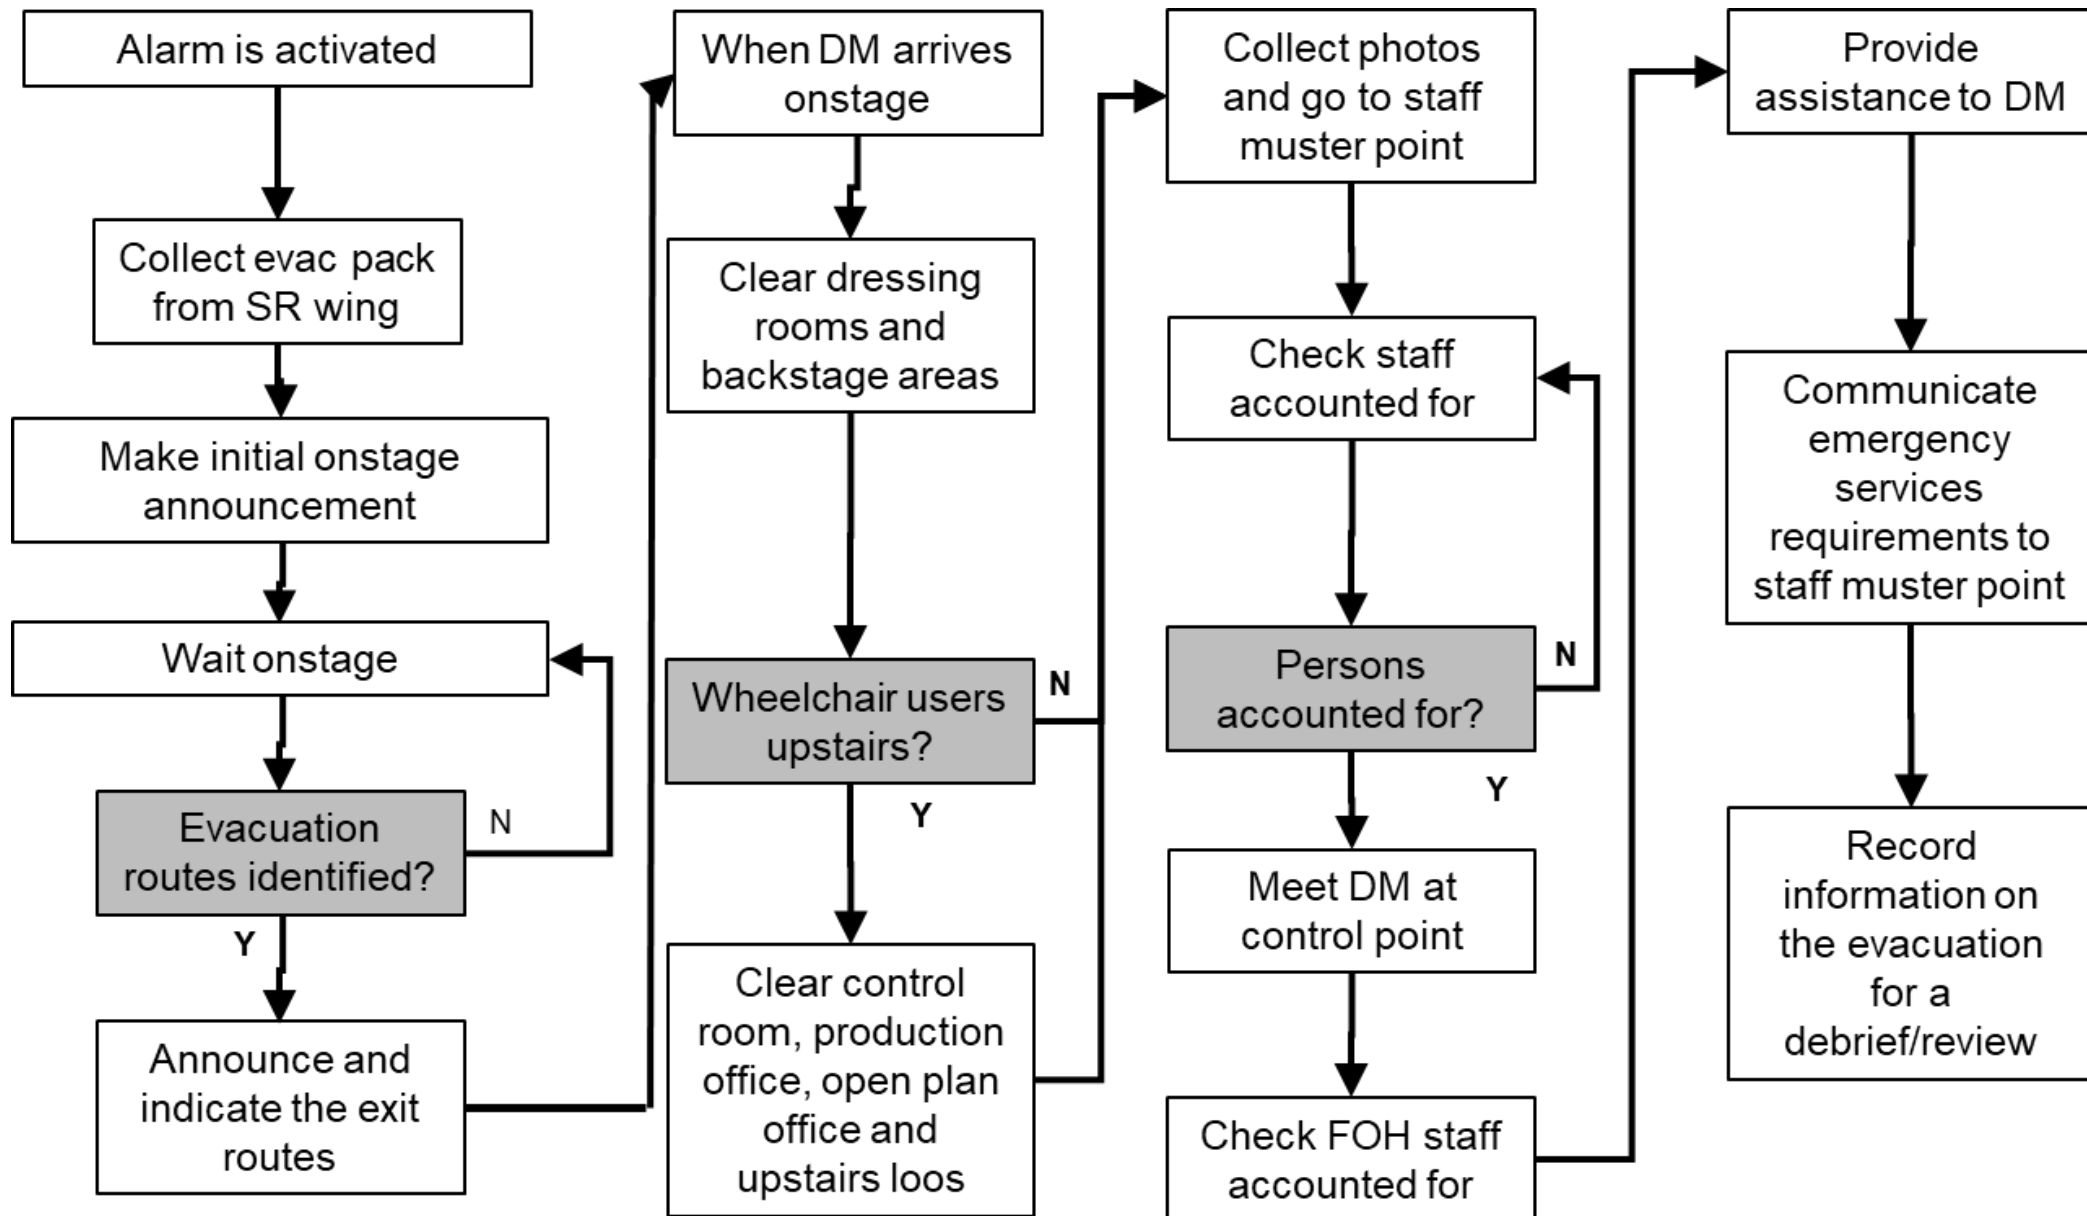 Alarm is activated
Collect evac pack
from SR wing
Make initial onstage
announcement
Wait onstage
Evacuation
routes identified?
N
Y
Announce and
indicate the exit
routes
When DM arrives
onstage
Clear dressing
rooms and
backstage areas
Wheelchair users
upstairs?
N
Y
Clear control
room, production
office, open plan
office and
upstairs loos
Collect photos
and go to staff
muster point
Check staff
accounted for
Persons
accounted for?
N
Y
Meet DM at
control point
Check FOH staff
accounted for
Provide
assistance to DM
Communicate
emergency
services
requirements to
staff muster point
Record
information on
the evacuation
for a
debrief/review